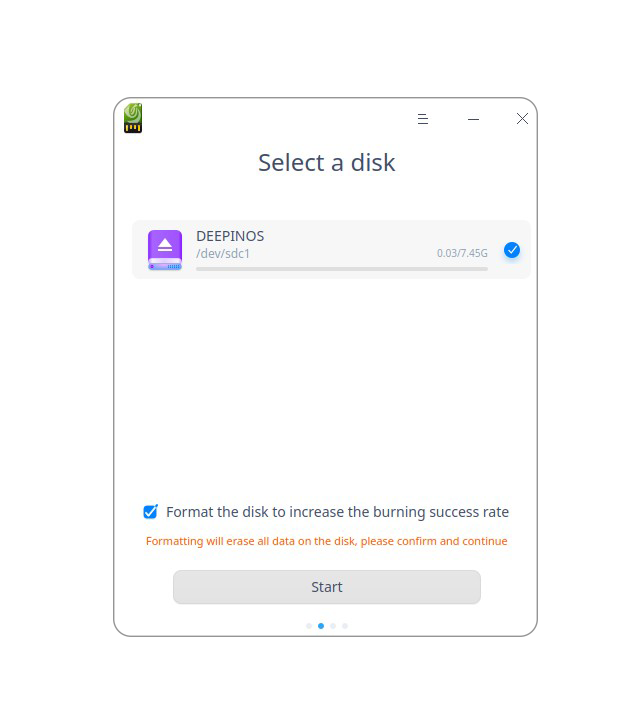 Select a disk
DEEPINOS
/dev/sdc1
0.03/7.45G
Format the disk to increase the burning success rate
Formatting will erase all data on the disk, please confirm and continue
Start